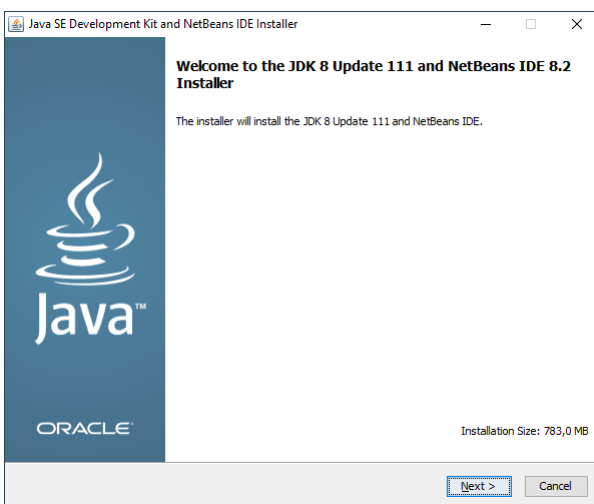 Java SE Development Kit and NetBeans IDE Installer
Welcome to the JDK 8 Update 111 and NetBeans IDE 8.2
Installer
The installer will install the JDK 8 Update 111 and NetBeans IDE.
Java™
ORACLE
Installation Size: 783,0 MB
Next >
Cancel